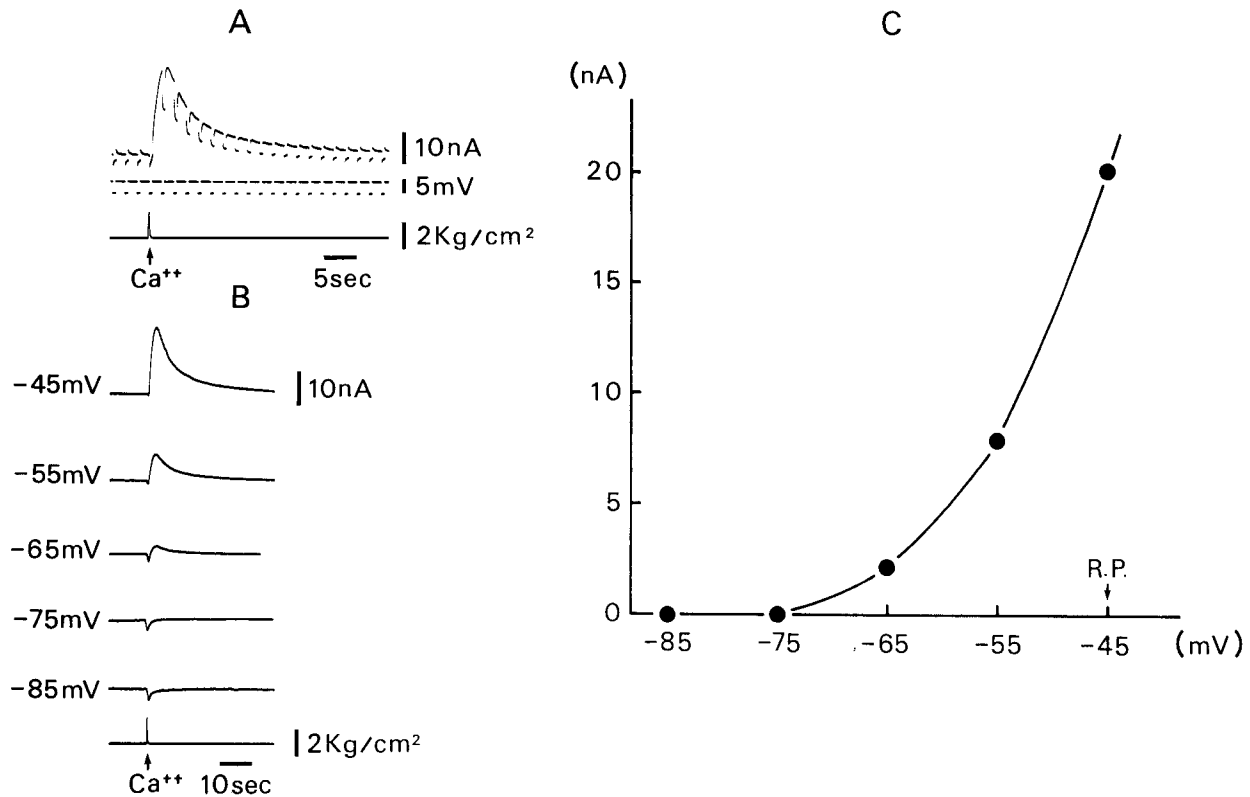 A
10nA
5mV
2Kg/cm²
Ca⁺⁺
5sec
B
-45mV
10nA
-55mV
-65mV
-75mV
-85mV
2Kg/cm²
Ca⁺⁺
10sec
C
(nA)
20
15
10
5
0
R.P.
-85
-75
-65
-55
-45
(mV)